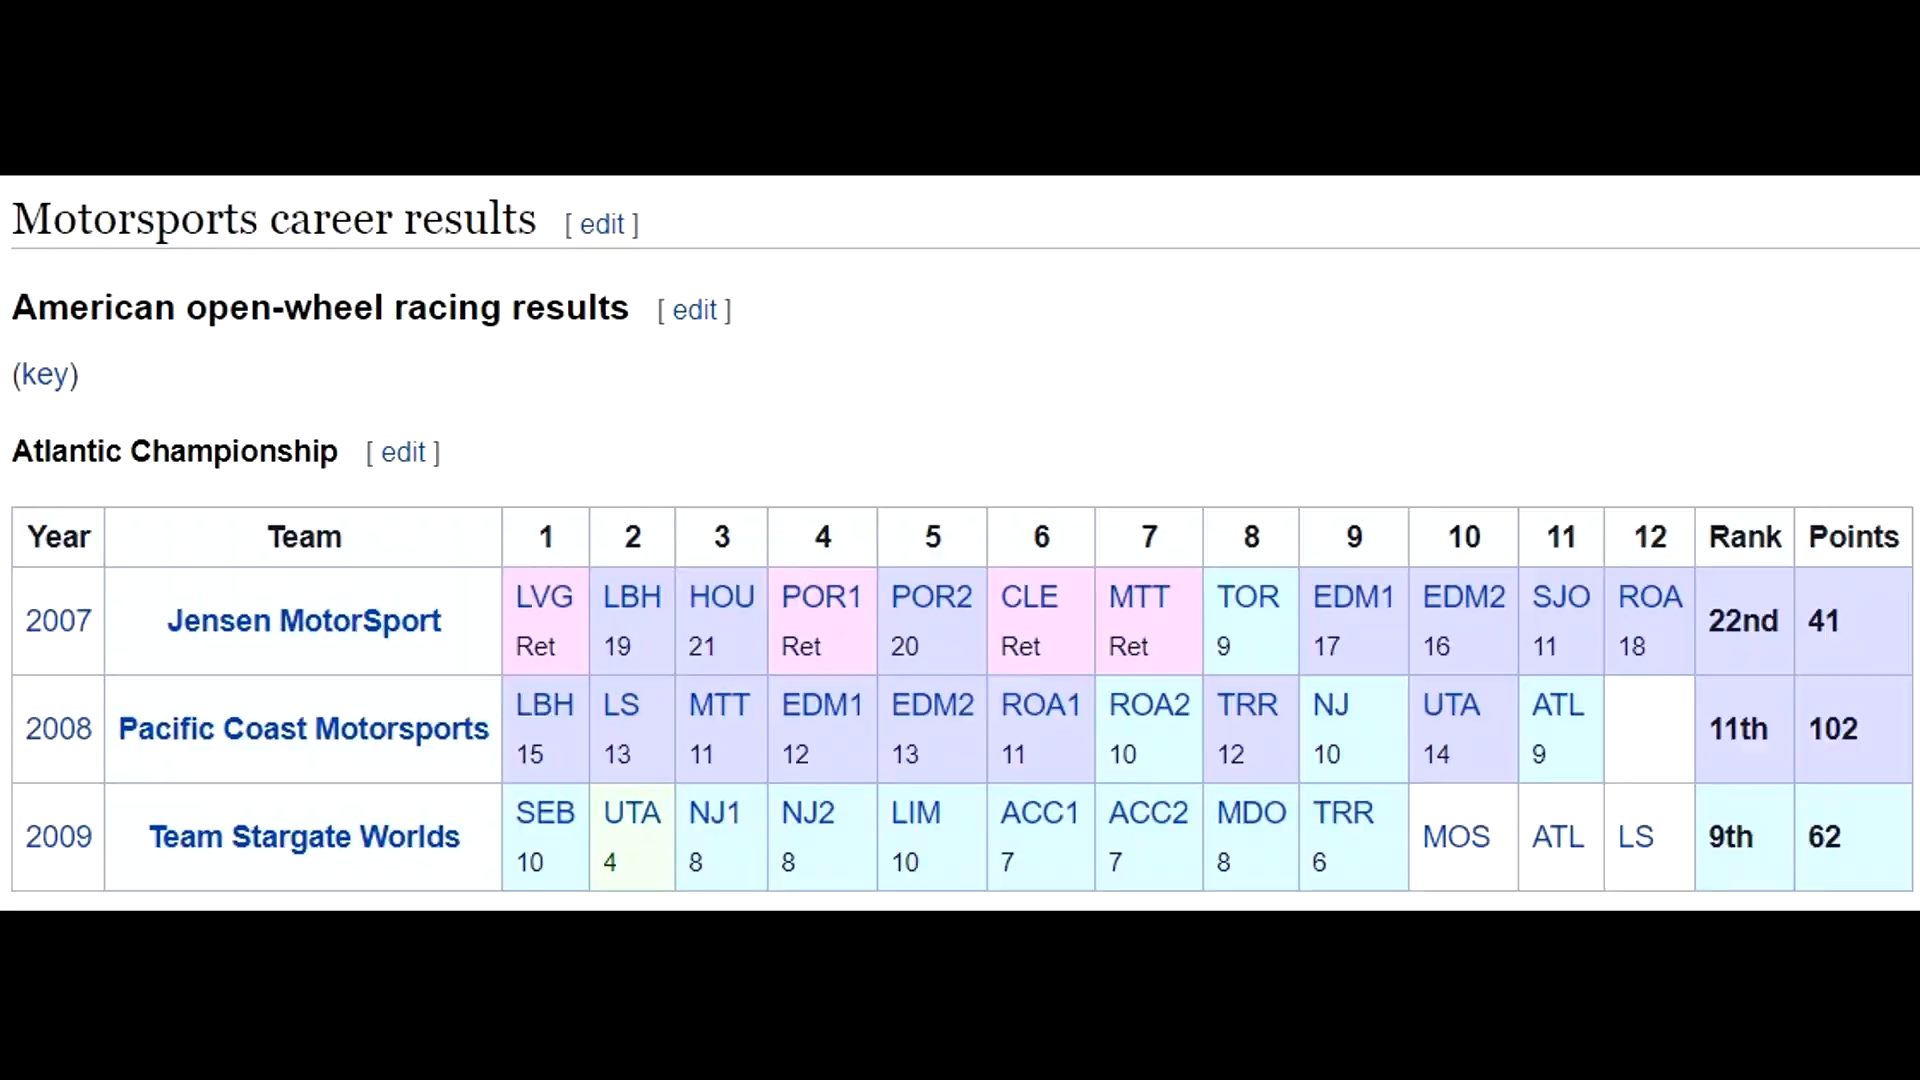 Motorsports career results [ edit ]
American open-wheel racing results [ edit ]
(key)
Atlantic Championship [ edit ]
Year Team 1 2 3 4 5 6 7 8 9 10 11 12 Rank Points
2007 Jensen MotorSport LVG LBH HOU POR1 POR2 CLE MTT TOR EDM1 EDM2 SJO ROA 22nd 41
Ret 19 21 Ret 20 Ret Ret 9 17 16 11 18
2008 Pacific Coast Motorsports LBH LS MTT EDM1 EDM2 ROA1 ROA2 TRR NJ UTA ATL 11th 102
15 13 11 12 13 11 10 12 10 14 9
2009 Team Stargate Worlds SEB UTA NJ1 NJ2 LIM ACC1 ACC2 MDO TRR MOS ATL LS 9th 62
10 4 8 8 10 7 7 8 6